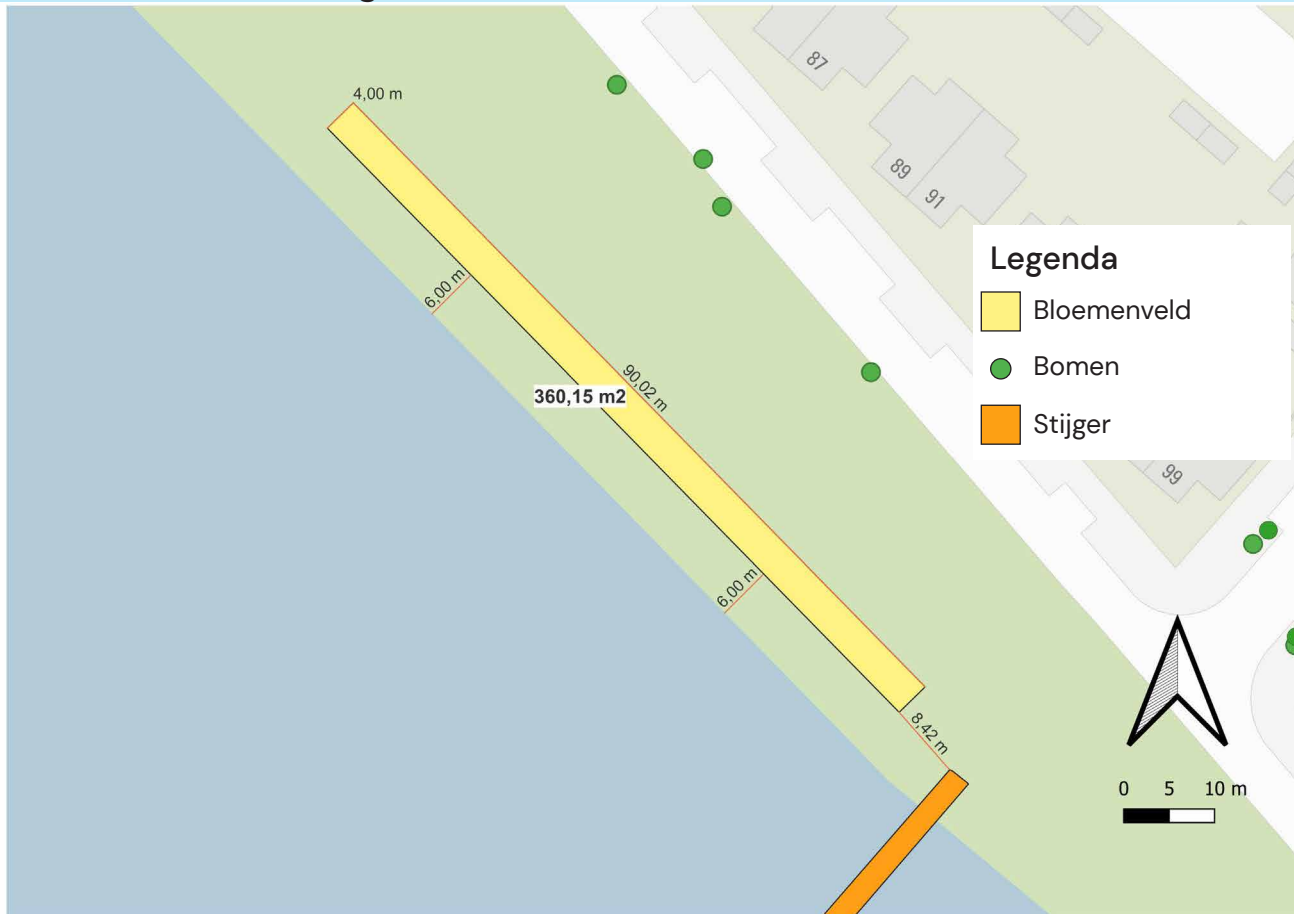 4,00 m
87
89
91
Legenda
6,00 m
Bloemenveld
Bomen
90,02 m
360,15 m2
Stijger
99
6,00 m
8,42 m
0 5 10 m